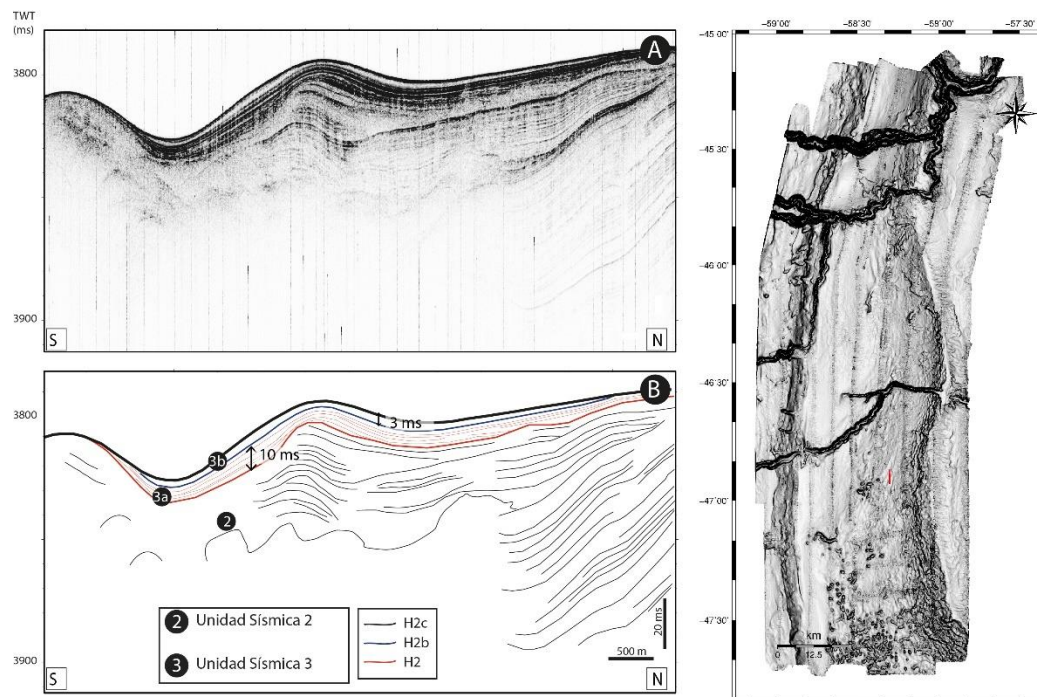 TWT
(ms)
3800
3900
A
S
N
3800
3900
B
3 ms
10 ms
3b
3a
2
2 Unidad Sísmica 2
3 Unidad Sísmica 3
H2c
H2b
H2
20 ms
500 m
S
N
−59˚00' −58˚30' −58˚00' −57˚30'
−45˚00'
−45˚30'
−46˚00'
−46˚30'
−47˚00'
−47˚30'
km
0 12.5